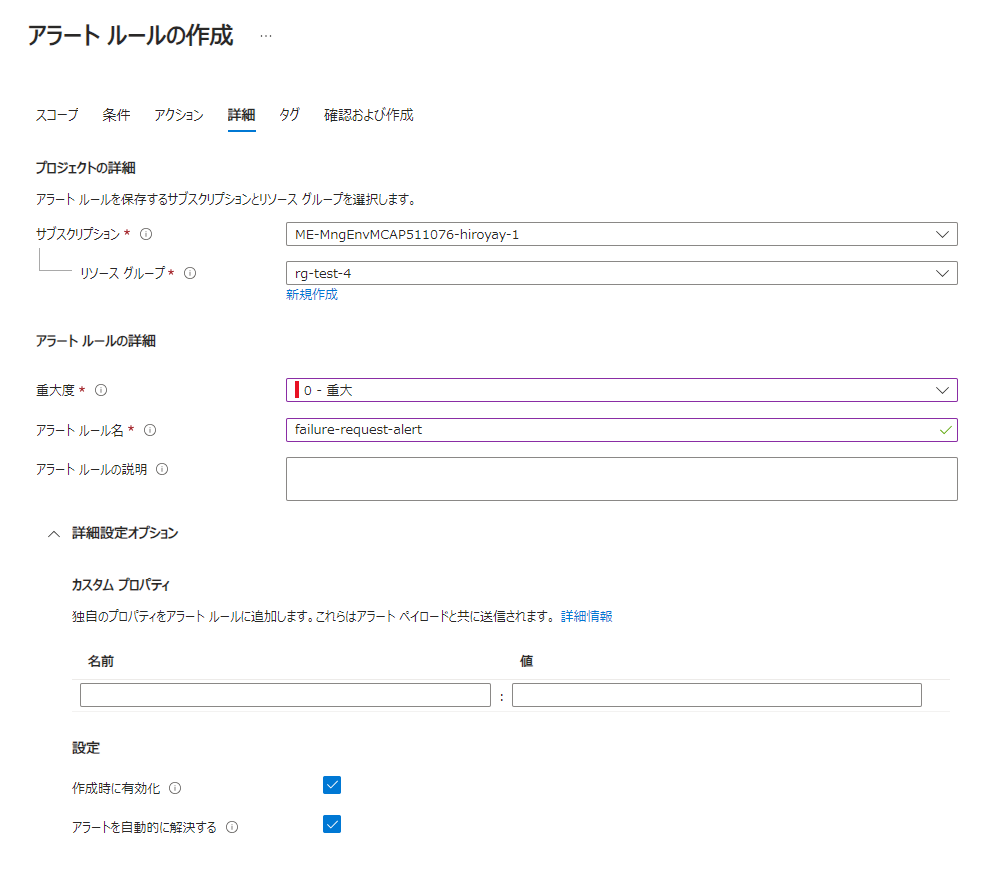 アラート ルールの作成 …
スコープ 条件 アクション 詳細 タグ 確認および作成
プロジェクトの詳細
アラート ルールを保存するサブスクリプションとリソース グループを選択します。
サブスクリプション * ME-MngEnvMCAP511076-hiroyay-1
リソース グループ * rg-test-4
新規作成
アラート ルールの詳細
重大度 * 0 - 重大
アラート ルール名 * failure-request-alert
アラート ルールの説明
詳細設定オプション
カスタム プロパティ
独自のプロパティをアラート ルールに追加します。これらはアラート ペイロードと共に送信されます。 詳細情報
名前 値
:
設定
作成時に有効化
アラートを自動的に解決する